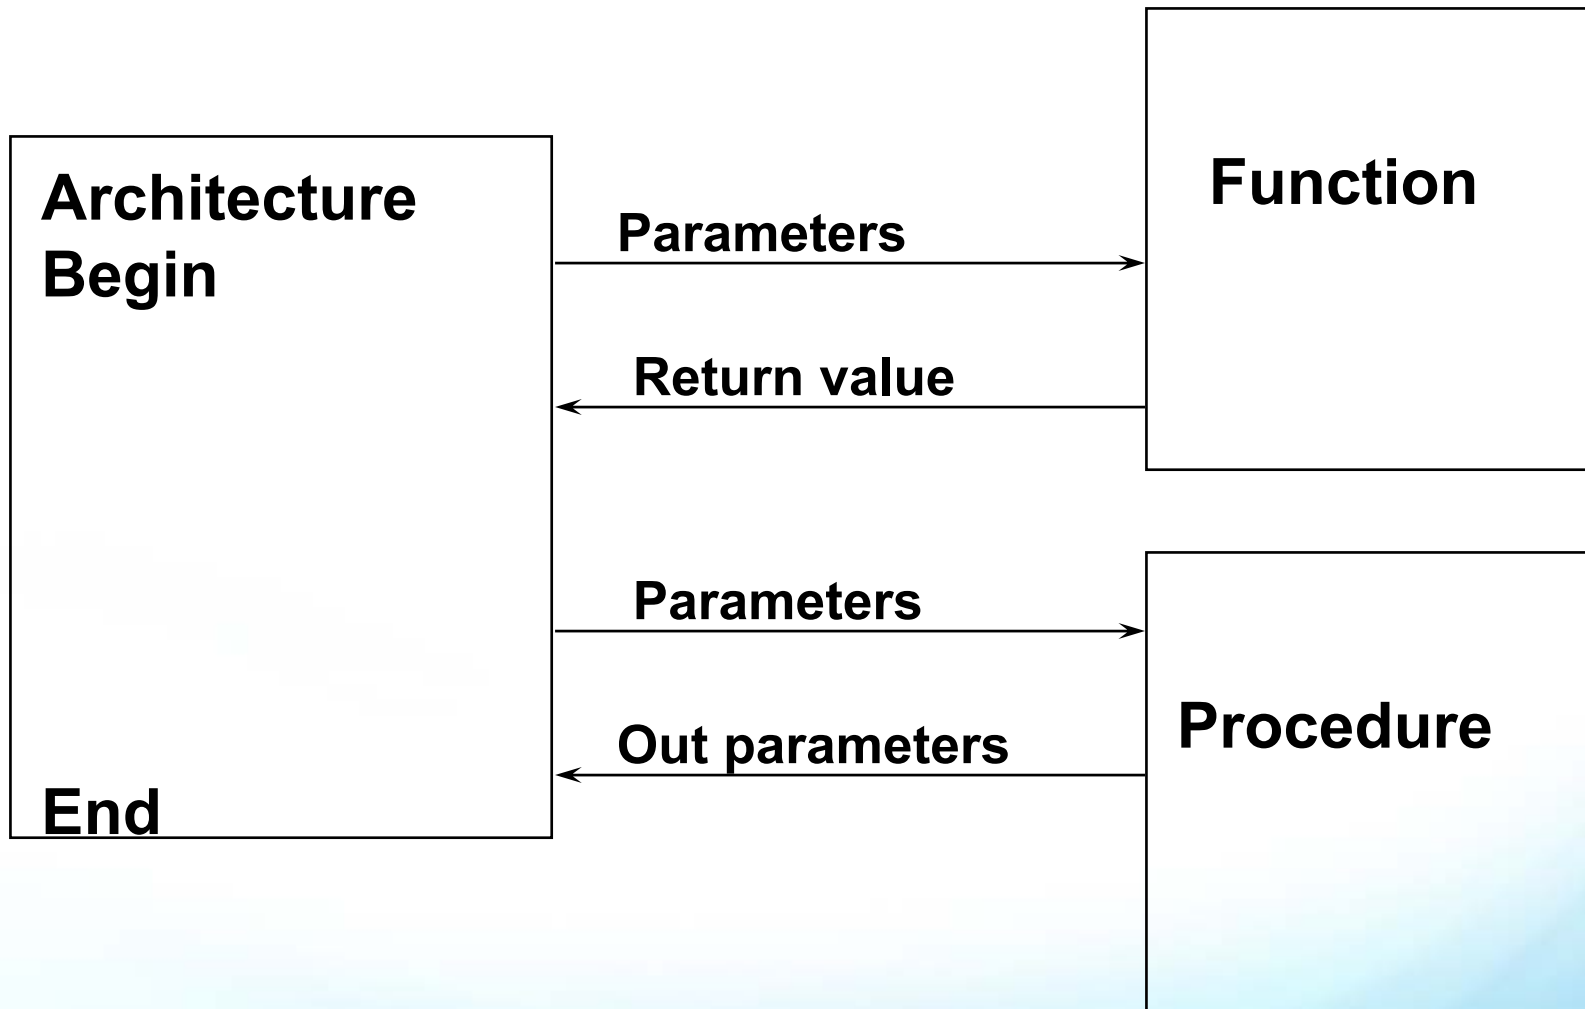 Architecture
Begin
End
Parameters
Return value
Function
Parameters
Out parameters
Procedure